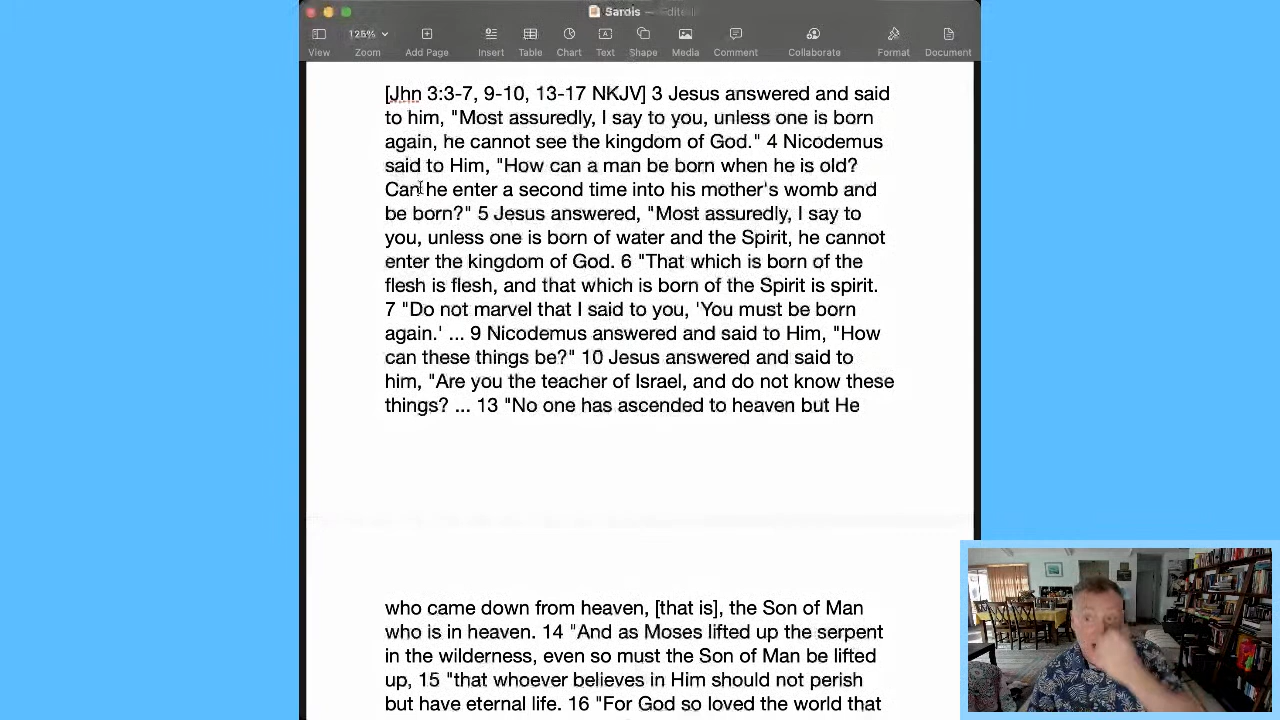 Sardis — Edited
125%
View Zoom Add Page Insert Table Chart Text Shape Media Comment Collaborate Format Document
[Jhn 3:3-7, 9-10, 13-17 NKJV] 3 Jesus answered and said
to him, "Most assuredly, I say to you, unless one is born
again, he cannot see the kingdom of God." 4 Nicodemus
said to Him, "How can a man be born when he is old?
Can he enter a second time into his mother's womb and
be born?" 5 Jesus answered, "Most assuredly, I say to
you, unless one is born of water and the Spirit, he cannot
enter the kingdom of God. 6 "That which is born of the
flesh is flesh, and that which is born of the Spirit is spirit.
7 "Do not marvel that I said to you, 'You must be born
again.' ... 9 Nicodemus answered and said to Him, "How
can these things be?" 10 Jesus answered and said to
him, "Are you the teacher of Israel, and do not know these
things? ... 13 "No one has ascended to heaven but He
who came down from heaven, [that is], the Son of Man
who is in heaven. 14 "And as Moses lifted up the serpent
in the wilderness, even so must the Son of Man be lifted
up, 15 "that whoever believes in Him should not perish
but have eternal life. 16 "For God so loved the world that